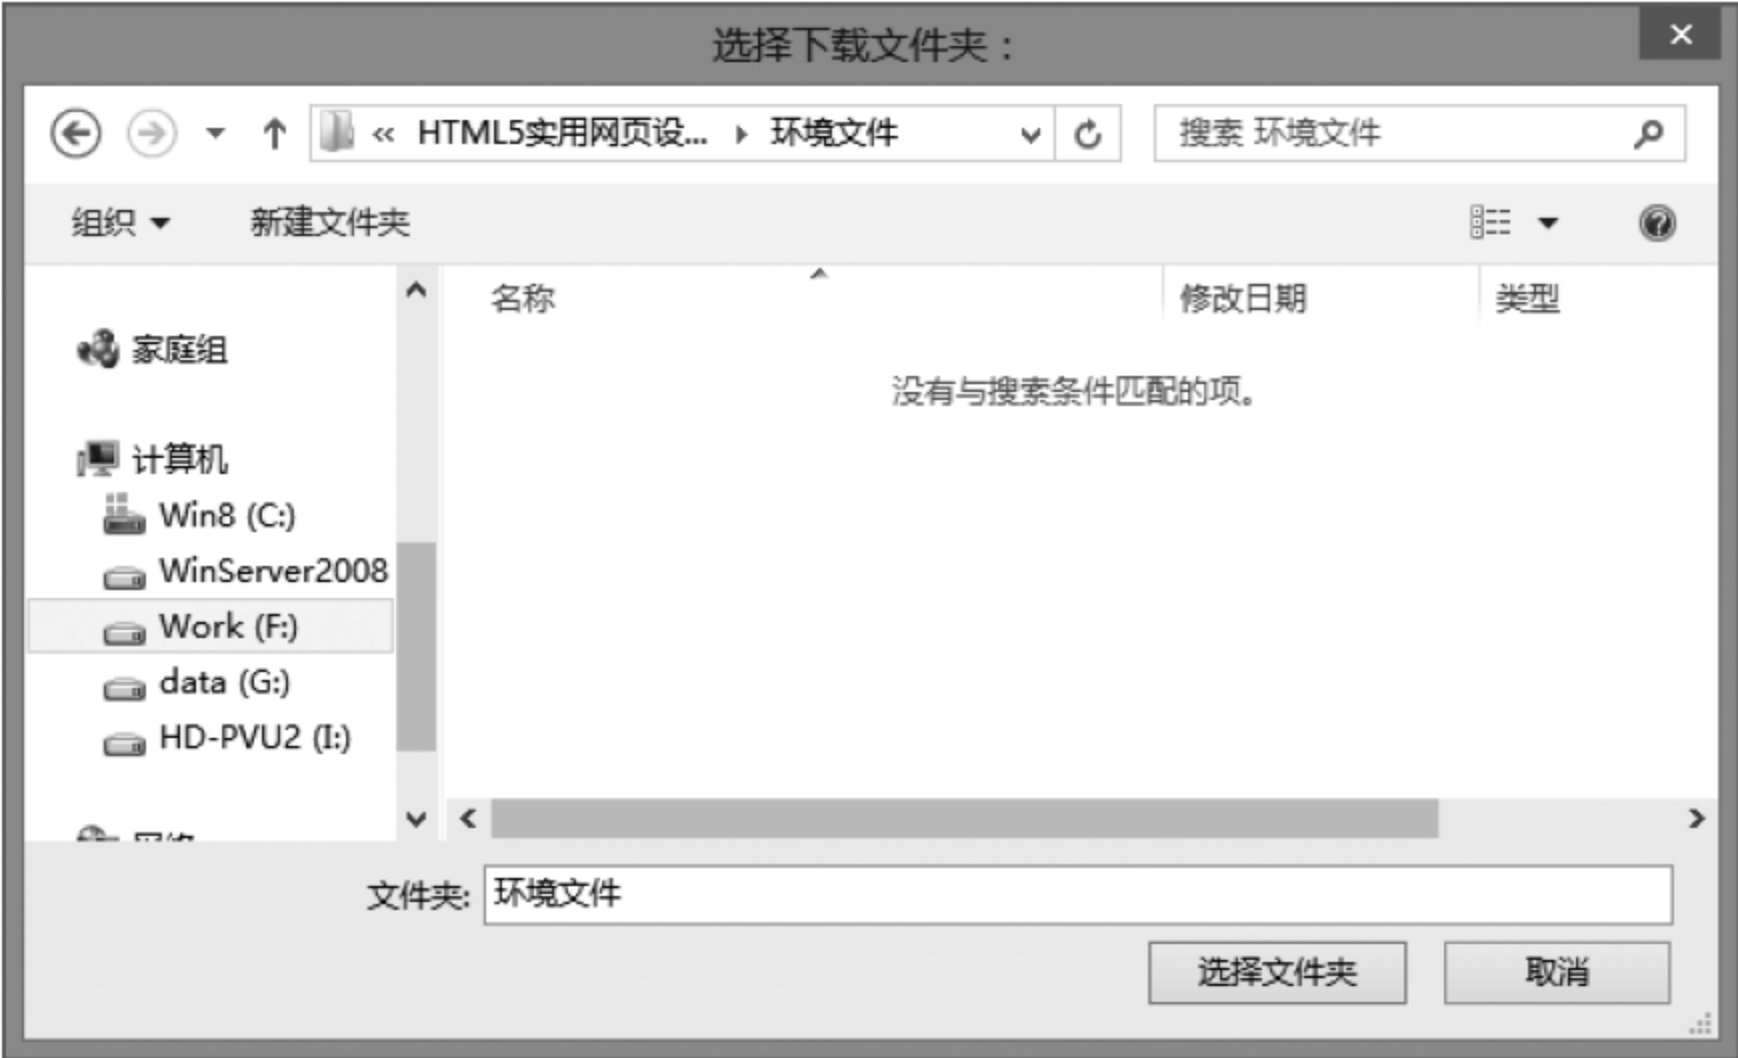 选择下载文件夹：
« HTML5实用网页设... 环境文件
搜索 环境文件
组织
新建文件夹
名称
修改日期
类型
没有与搜索条件匹配的项。
家庭组
计算机
Win8 (C:)
WinServer2008
Work (F:)
data (G:)
HD-PVU2 (I:)
网络
文件夹:
环境文件
选择文件夹
取消